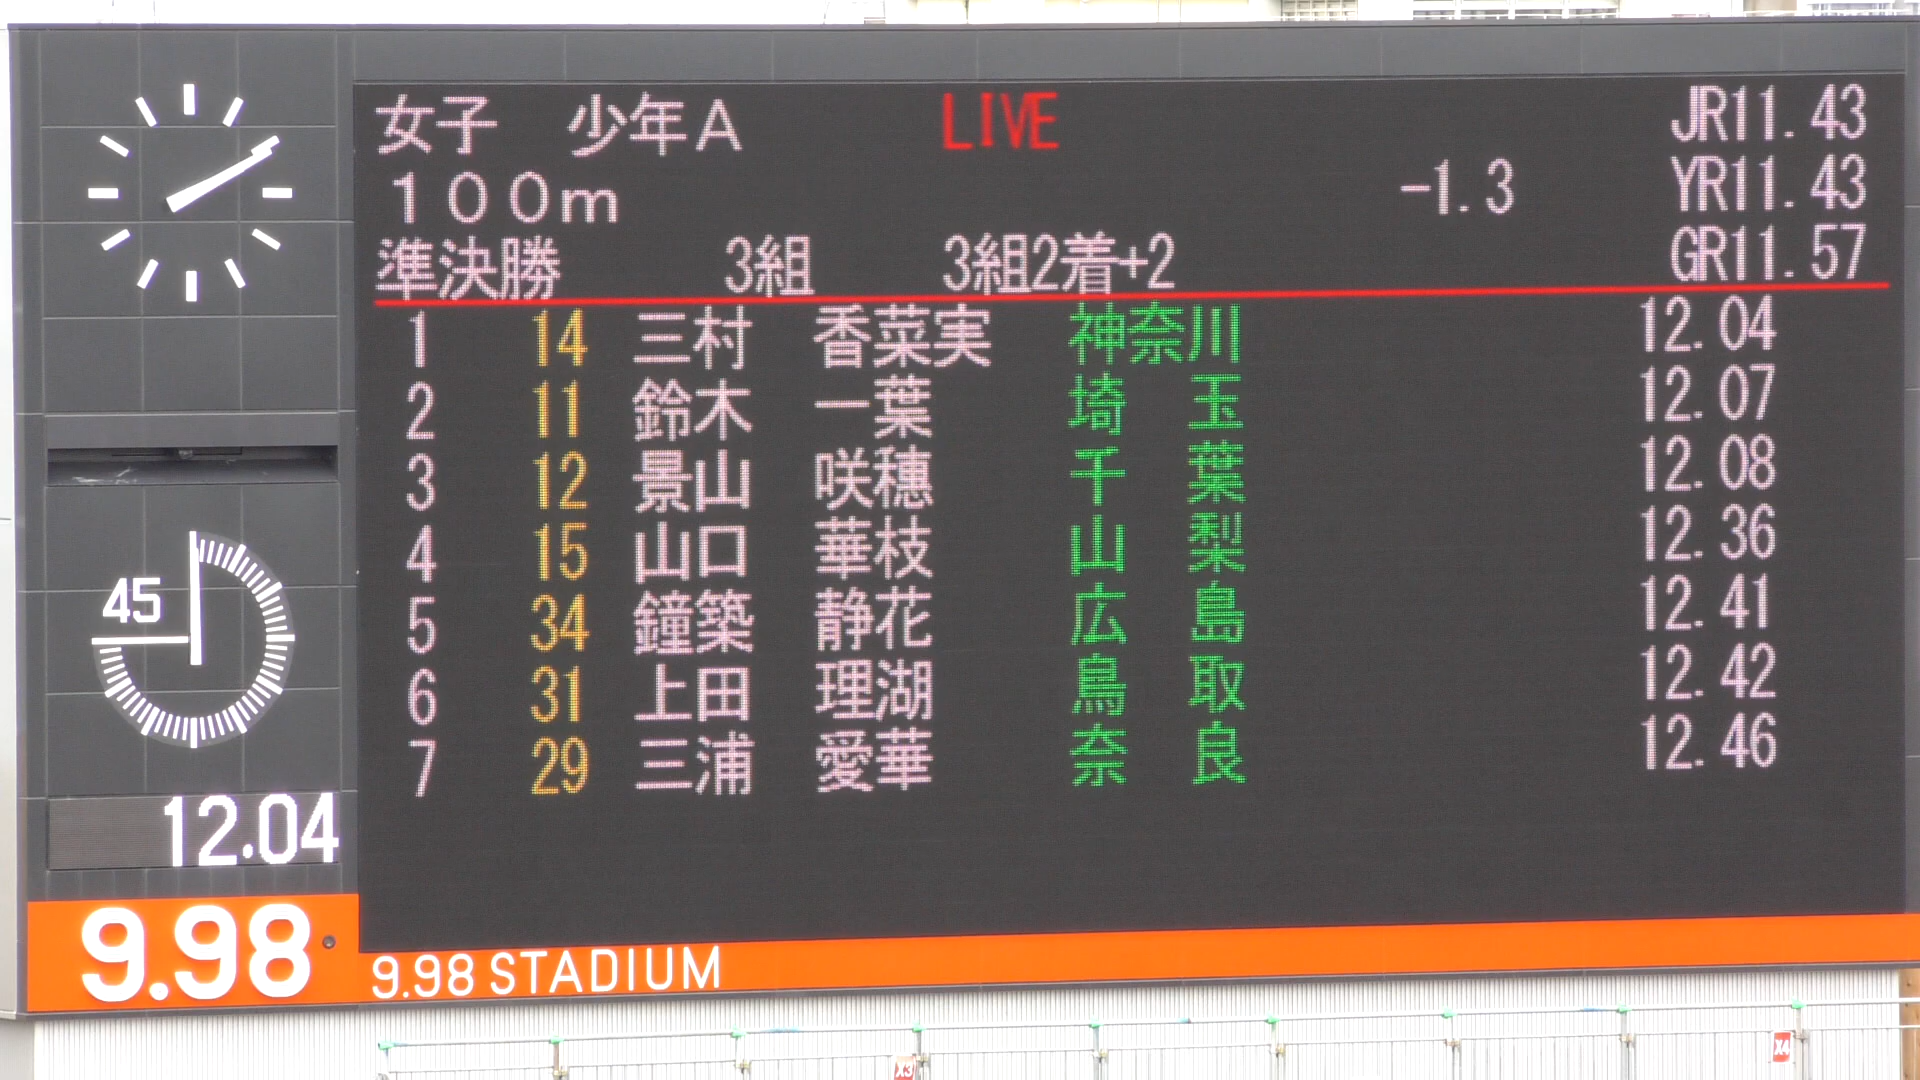 女子 少年A LIVE JR11.43
100m -1.3 YR11.43
準決勝 3組 3組2着+2 GR11.57
1 14 三村 香菜実 神奈川 12.04
2 11 鈴木 一葉 埼玉 12.07
3 12 景山 咲穗 千葉 12.08
4 15 山口 華枝 山梨 12.36
5 34 鐘築 静花 広島 12.41
6 31 上田 理湖 鳥取 12.42
7 29 三浦 愛華 奈良 12.46
45
12.04
9.98
9.98 STADIUM
X3
X4